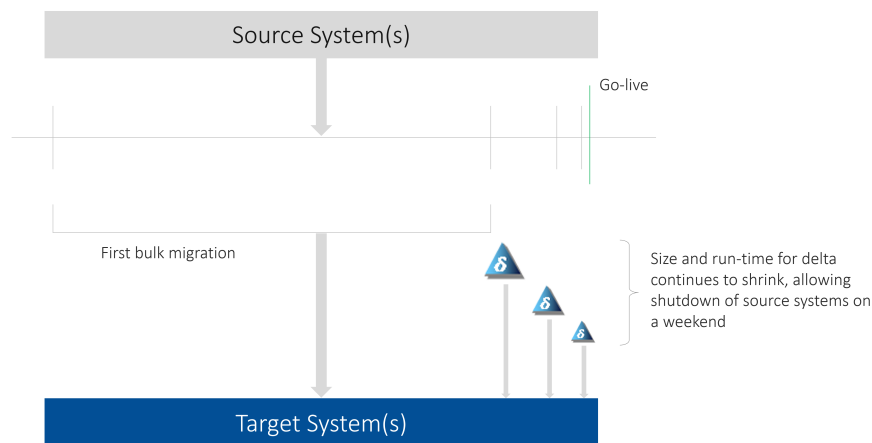 Source System(s)
Go-live
First bulk migration
δ
δ
δ
Size and run-time for delta
continues to shrink, allowing
shutdown of source systems on
a weekend
Target System(s)